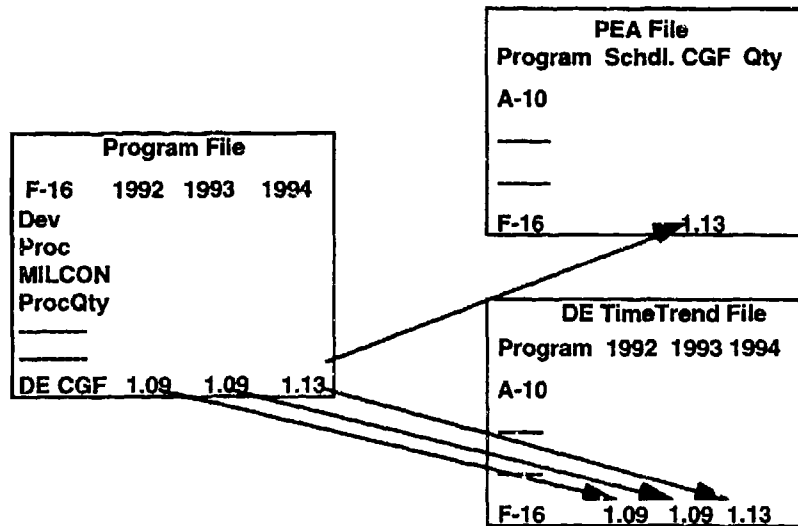 PEA File
Program Schdl. CGF Qty
A-10
F-16 1.13
Program File
F-16 1992 1993 1994
Dev
Proc
MILCON
ProcQty
DE CGF 1.09 1.09 1.13
DE TimeTrend File
Program 1992 1993 1994
A-10
F-16 1.09 1.09 1.13